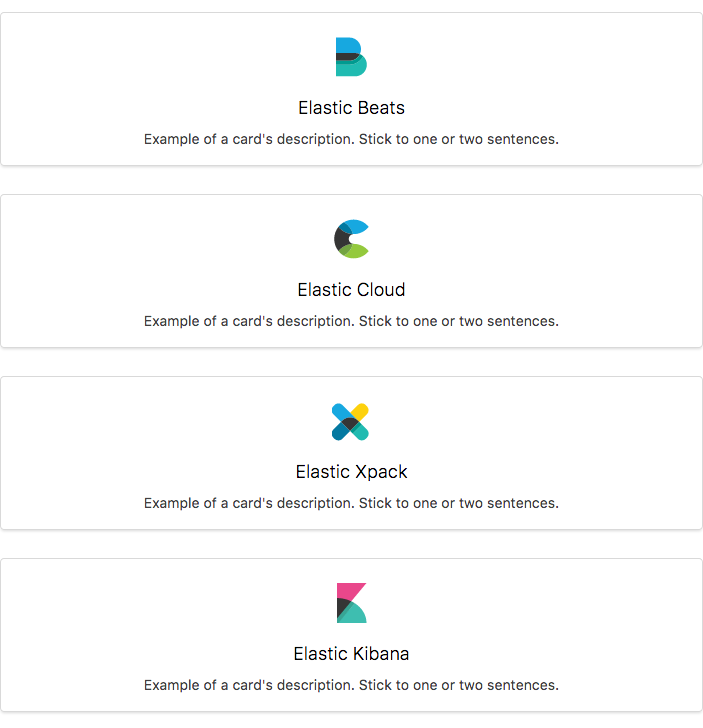 Elastic Beats
Example of a card's description. Stick to one or two sentences.
Elastic Cloud
Example of a card's description. Stick to one or two sentences.
Elastic Xpack
Example of a card's description. Stick to one or two sentences.
Elastic Kibana
Example of a card's description. Stick to one or two sentences.